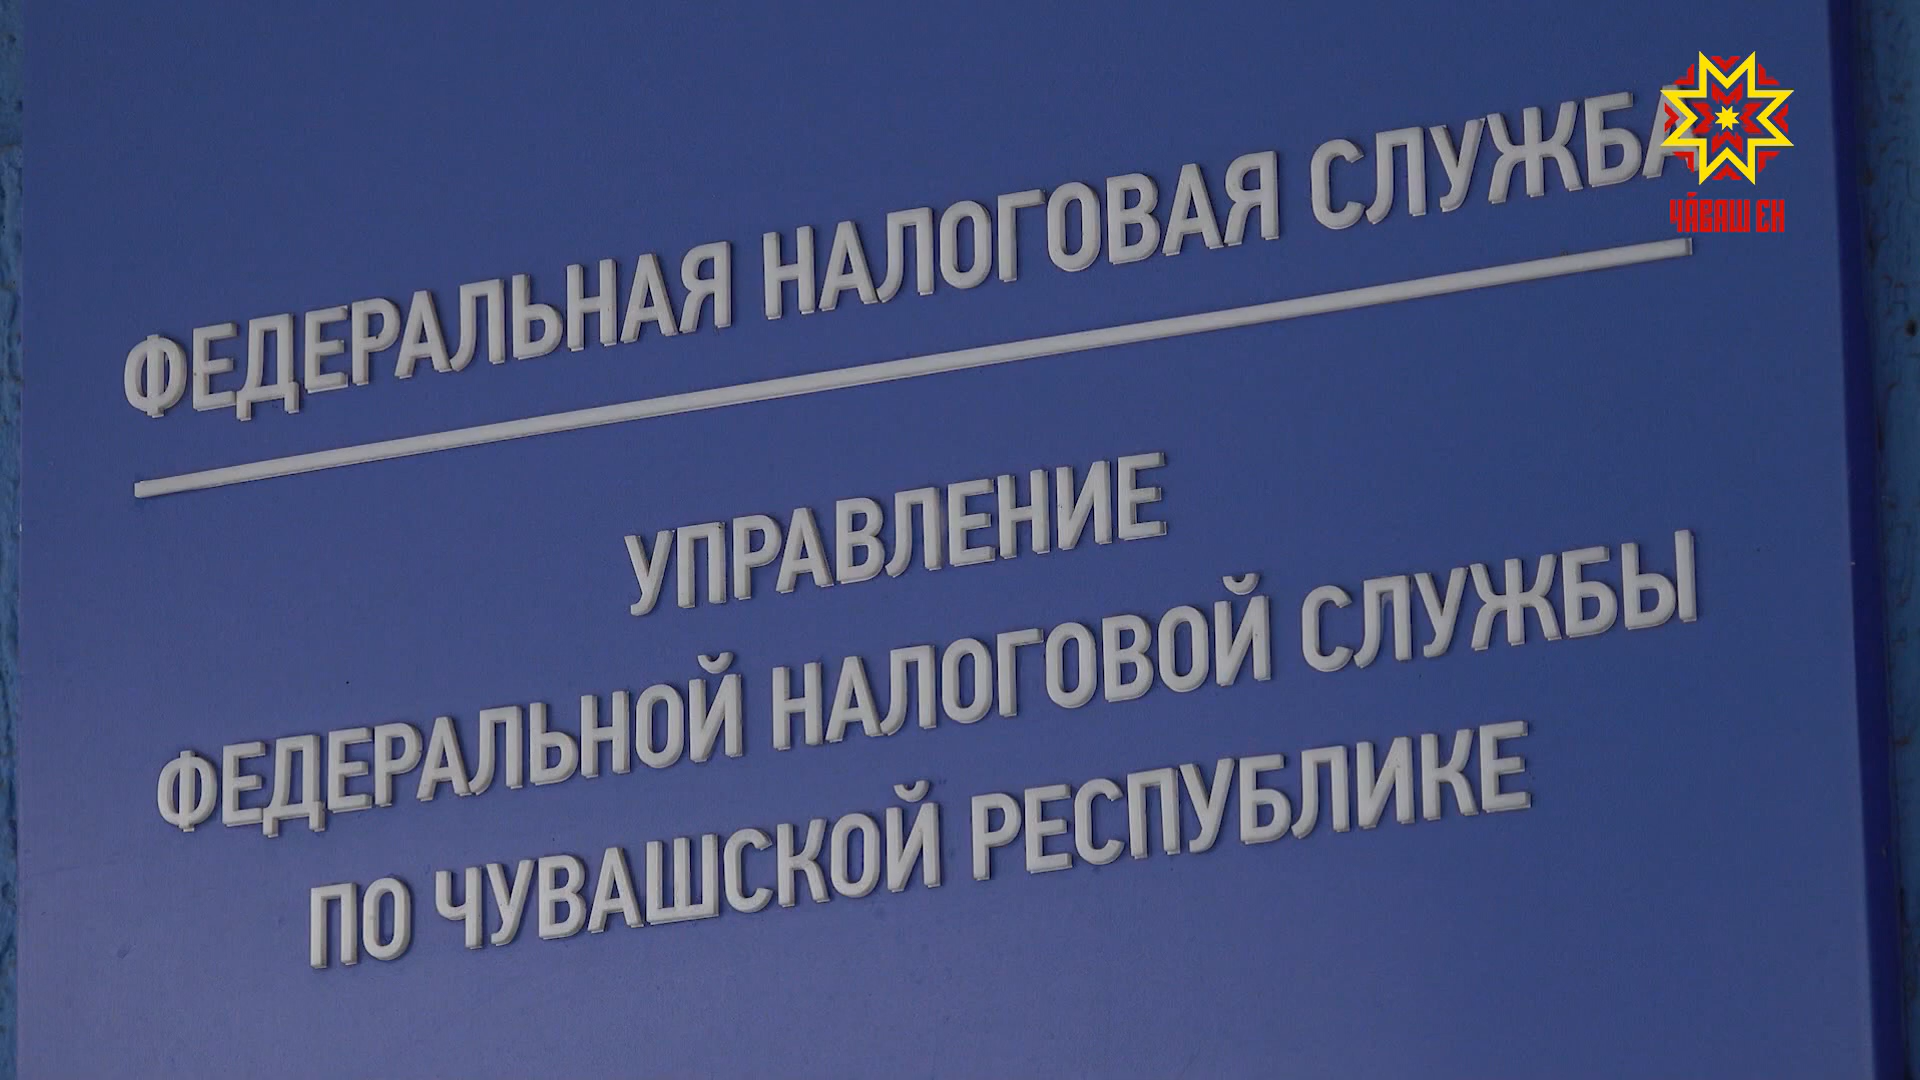 ФЕДЕРАЛЬНАЯ НАЛОГОВАЯ СЛУЖБА
ЧӐВАШ ЕН
УПРАВЛЕНИЕ
ФЕДЕРАЛЬНОЙ НАЛОГОВОЙ СЛУЖБЫ
ПО ЧУВАШСКОЙ РЕСПУБЛИКЕ